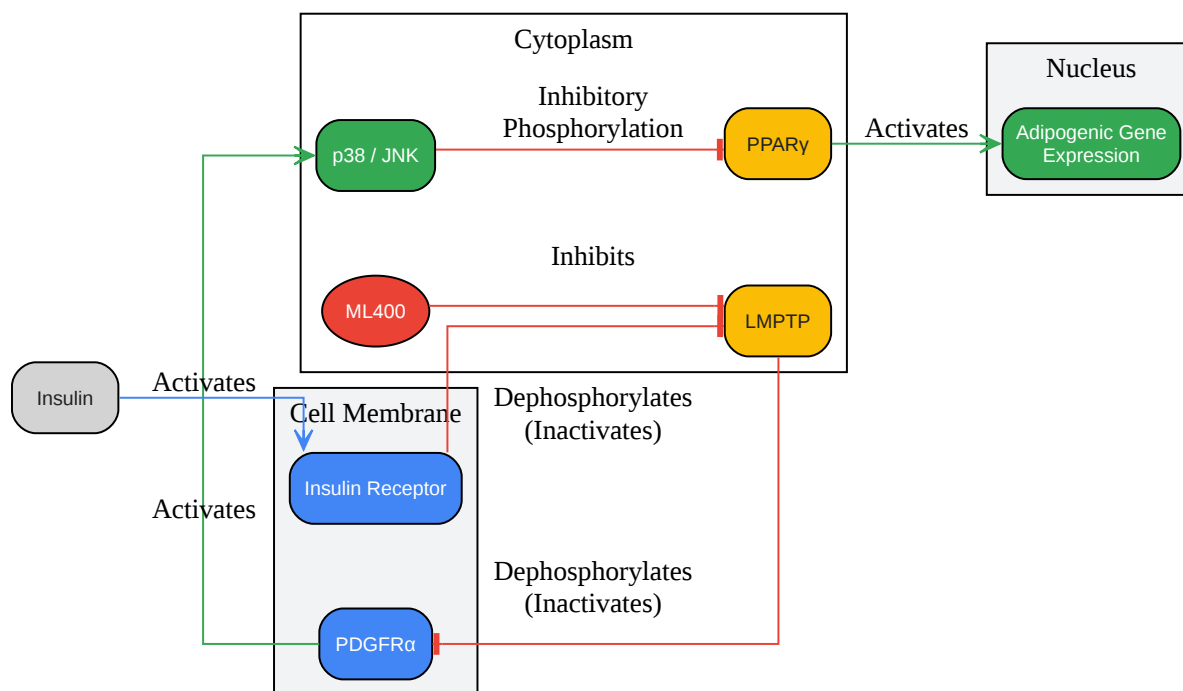 Cytoplasm
Nucleus
Inhibitory
Phosphorylation
Activates
p38 / JNK
PPARγ
Adipogenic Gene
Expression
Inhibits
ML400
LMPTP
Insulin
Activates
Cell Membrane
Dephosphorylates
(Inactivates)
Insulin Receptor
Activates
Dephosphorylates
(Inactivates)
PDGFRα